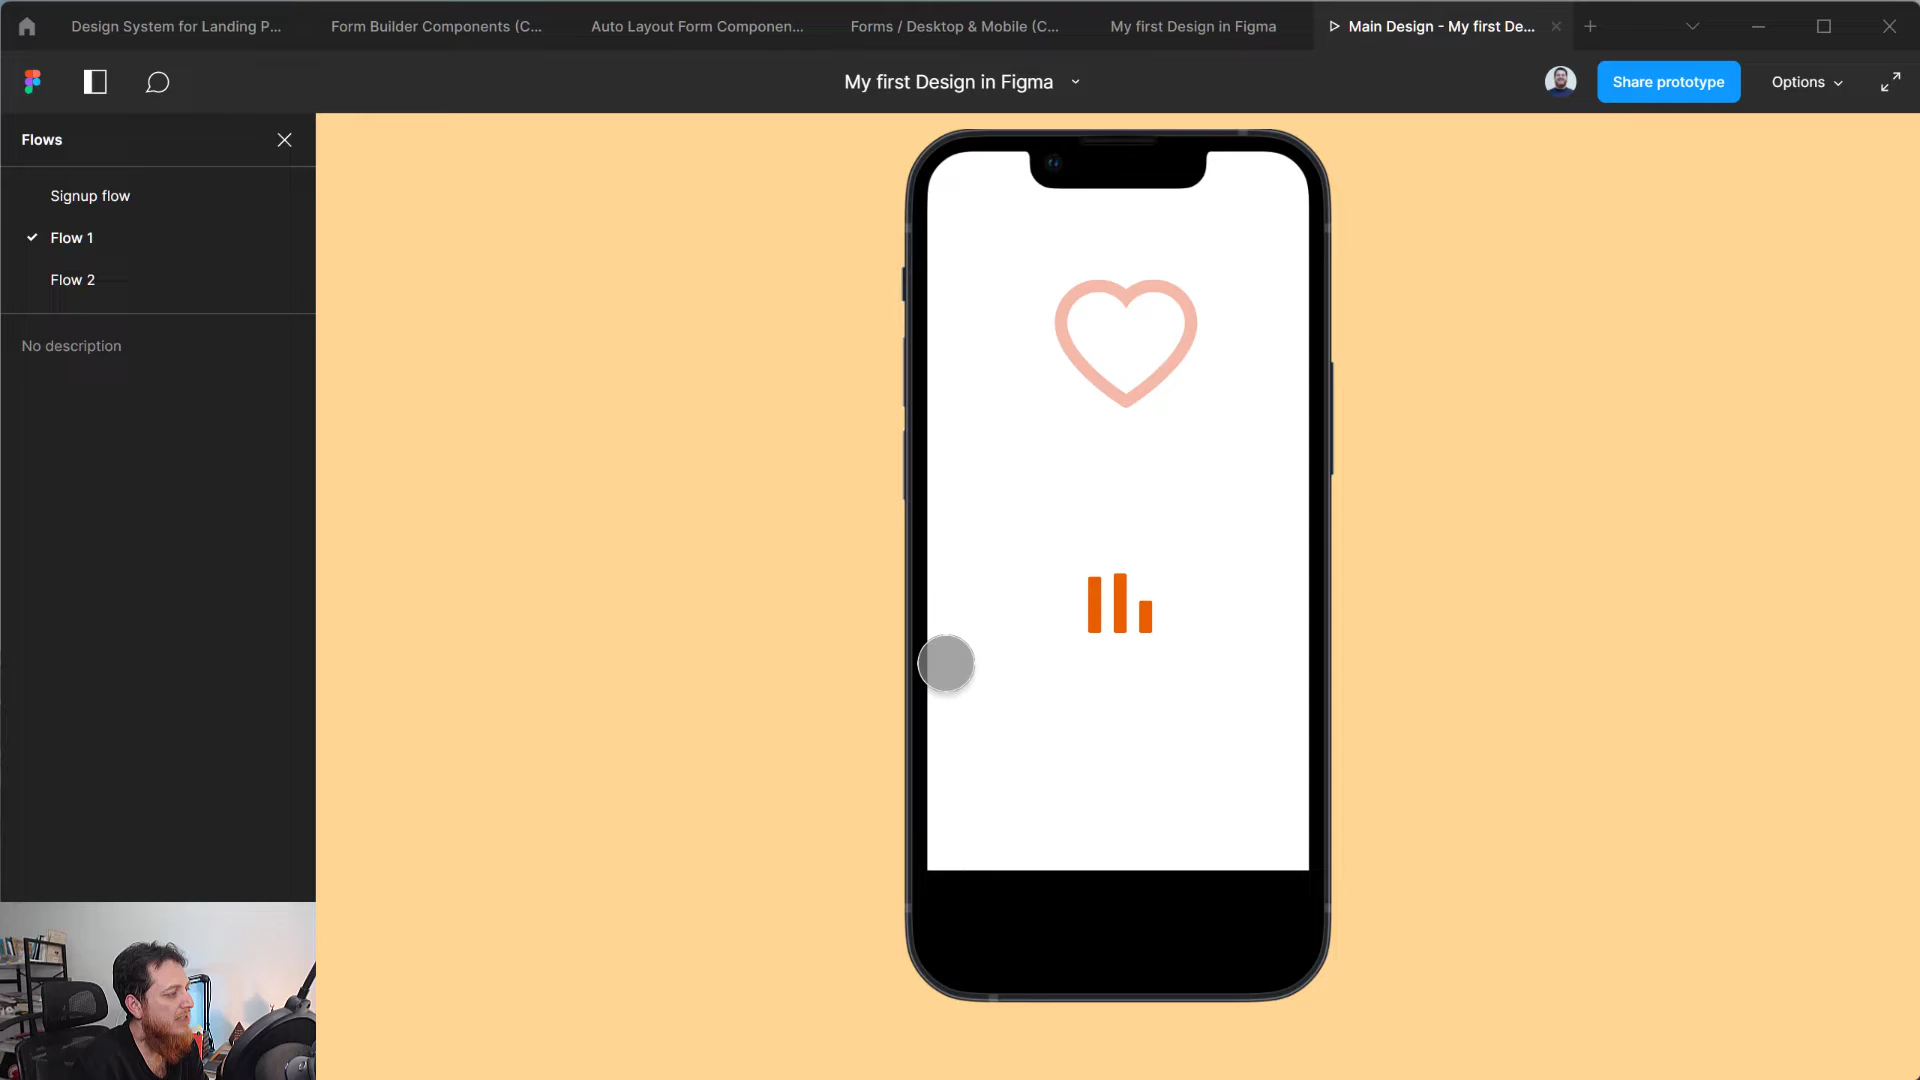 Design System for Landing P...
Form Builder Components (C...
Auto Layout Form Componen...
Forms / Desktop & Mobile (C...
My first Design in Figma
Main Design - My first De...
My first Design in Figma
Share prototype
Options
Flows
Signup flow
Flow 1
Flow 2
No description